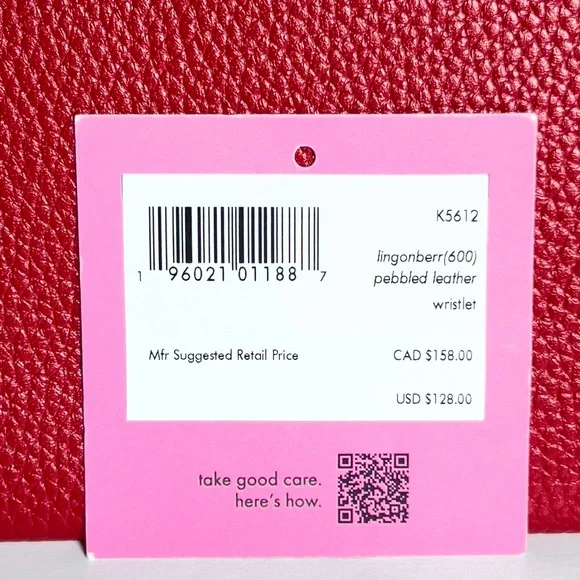 K5612
1 96021 01188 7
lingonberr(600)
pebbled leather
wristlet
Mfr Suggested Retail Price CAD $158.00
USD $128.00
take good care.
here's how.